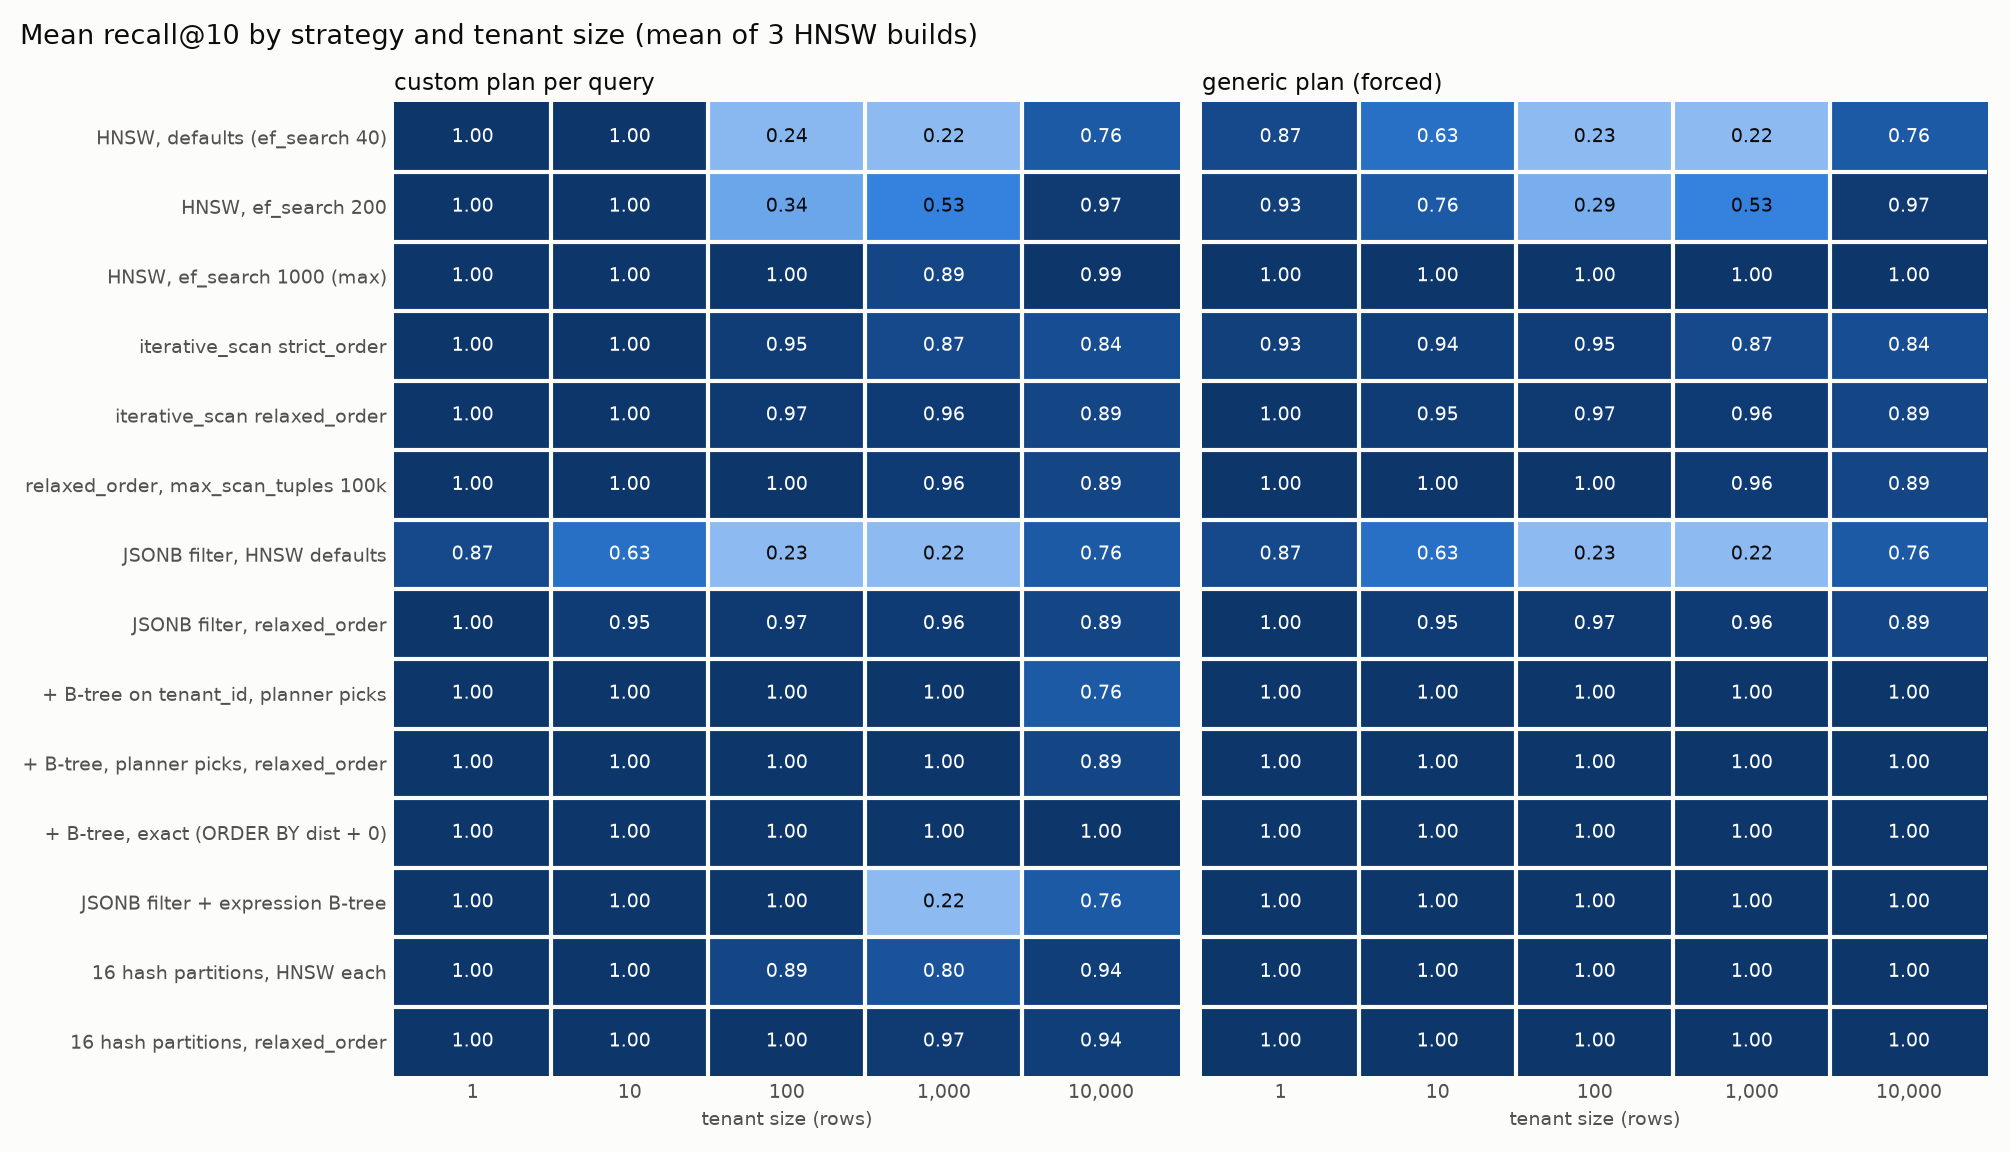 Mean recall@10 by strategy and tenant size (mean of 3 HNSW builds)
custom plan per query generic plan (forced)
HNSW, defaults (ef_search 40) 1.00 1.00 0.24 0.22 0.76 0.87 0.63 0.23 0.22 0.76
HNSW, ef_search 200 1.00 1.00 0.34 0.53 0.97 0.93 0.76 0.29 0.53 0.97
HNSW, ef_search 1000 (max) 1.00 1.00 1.00 0.89 0.99 1.00 1.00 1.00 1.00 1.00
iterative_scan strict_order 1.00 1.00 0.95 0.87 0.84 0.93 0.94 0.95 0.87 0.84
iterative_scan relaxed_order 1.00 1.00 0.97 0.96 0.89 1.00 0.95 0.97 0.96 0.89
relaxed_order, max_scan_tuples 100k 1.00 1.00 1.00 0.96 0.89 1.00 1.00 1.00 0.96 0.89
JSONB filter, HNSW defaults 0.87 0.63 0.23 0.22 0.76 0.87 0.63 0.23 0.22 0.76
JSONB filter, relaxed_order 1.00 0.95 0.97 0.96 0.89 1.00 0.95 0.97 0.96 0.89
+ B-tree on tenant_id, planner picks 1.00 1.00 1.00 1.00 0.76 1.00 1.00 1.00 1.00 1.00
+ B-tree, planner picks, relaxed_order 1.00 1.00 1.00 1.00 0.89 1.00 1.00 1.00 1.00 1.00
+ B-tree, exact (ORDER BY dist + 0) 1.00 1.00 1.00 1.00 1.00 1.00 1.00 1.00 1.00 1.00
JSONB filter + expression B-tree 1.00 1.00 1.00 0.22 0.76 1.00 1.00 1.00 1.00 1.00
16 hash partitions, HNSW each 1.00 1.00 0.89 0.80 0.94 1.00 1.00 1.00 1.00 1.00
16 hash partitions, relaxed_order 1.00 1.00 1.00 0.97 0.94 1.00 1.00 1.00 1.00 1.00
1 10 100 1,000 10,000 1 10 100 1,000 10,000
tenant size (rows) tenant size (rows)